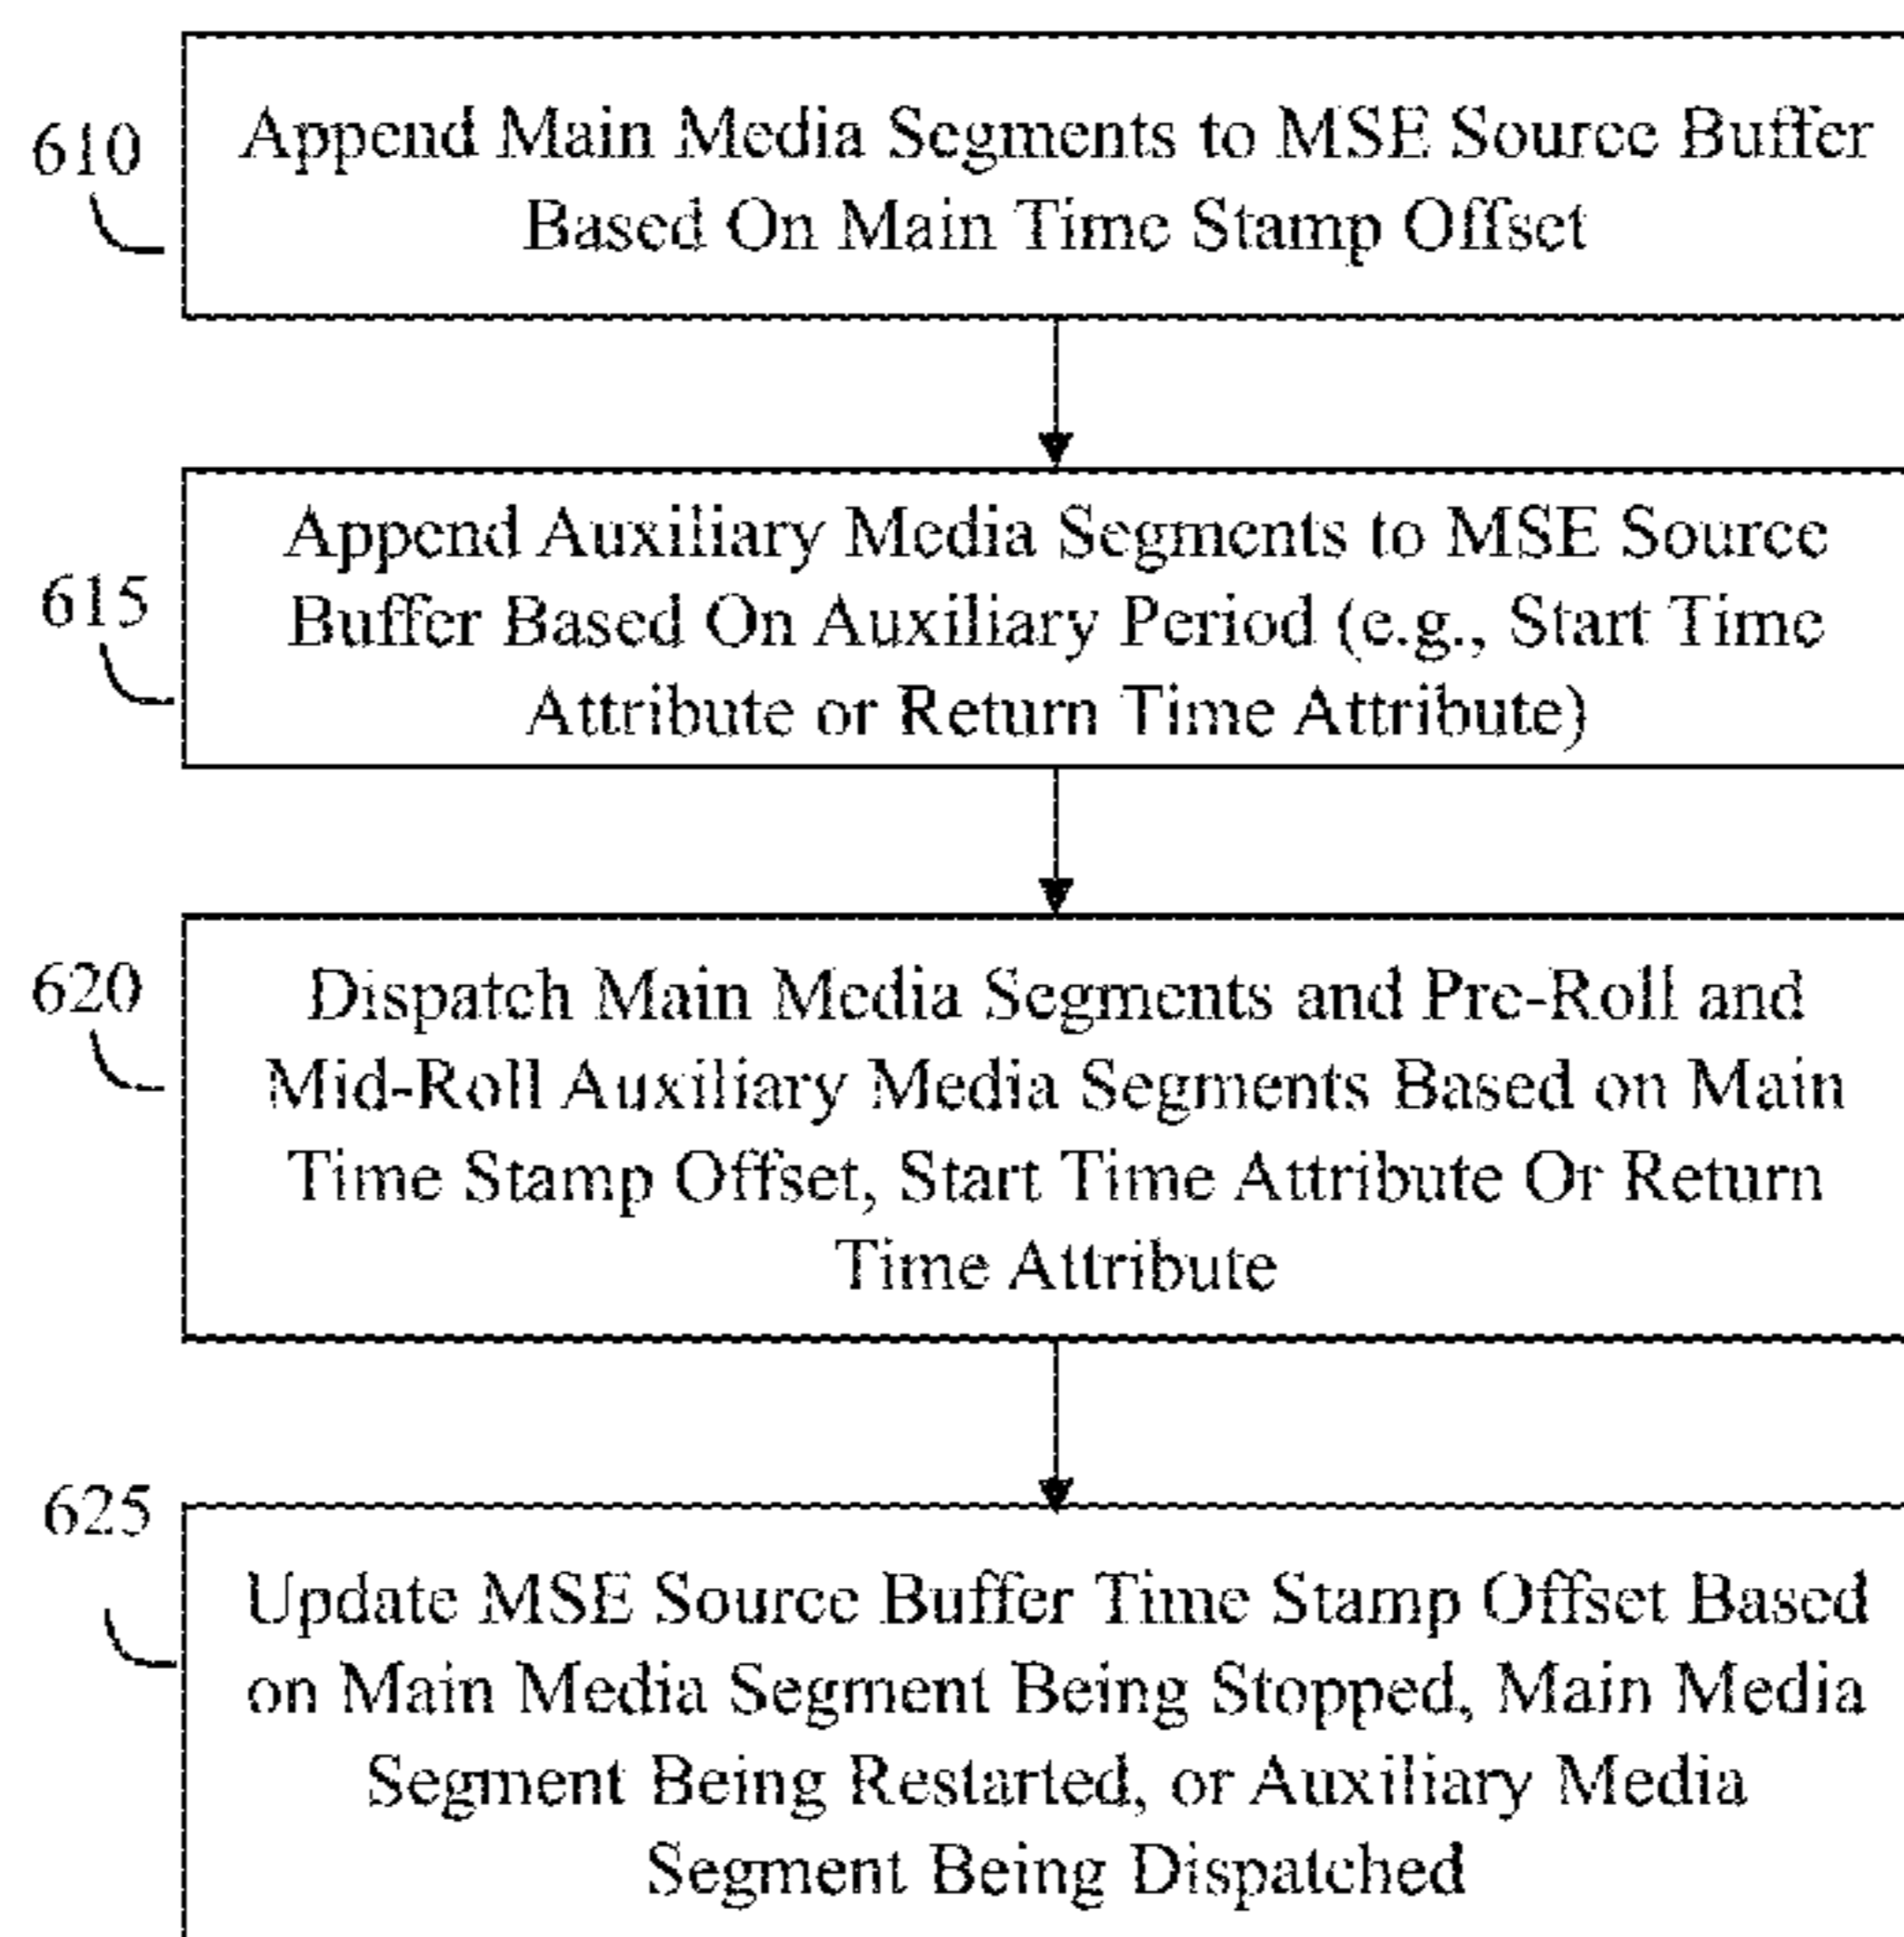 610
Append Main Media Segments to MSE Source Buffer
Based On Main Time Stamp Offset
615
Append Auxiliary Media Segments to MSE Source
Buffer Based On Auxiliary Period (e.g., Start Time
Attribute or Return Time Attribute)
620
Dispatch Main Media Segments and Pre-Roll and
Mid-Roll Auxiliary Media Segments Based on Main
Time Stamp Offset, Start Time Attribute Or Return
Time Attribute
625
Update MSE Source Buffer Time Stamp Offset Based
on Main Media Segment Being Stopped, Main Media
Segment Being Restarted, or Auxiliary Media
Segment Being Dispatched